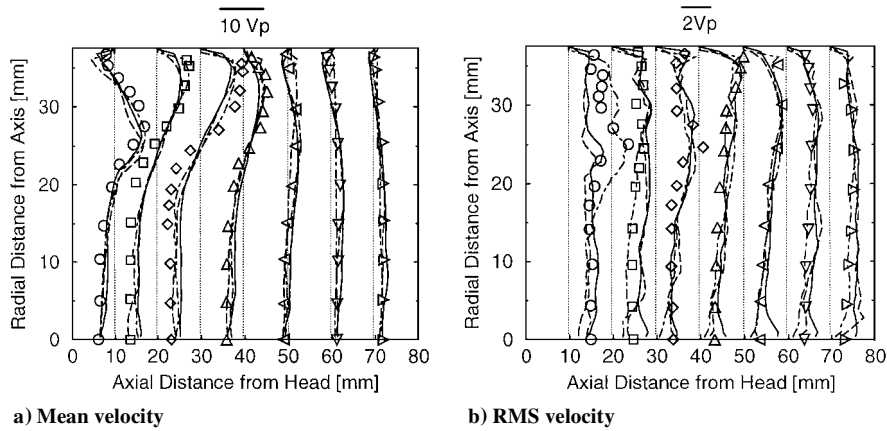 10 Vp
2Vp
Radial Distance from Axis [mm]
30
20
10
0
0 10 20 30 40 50 60 70 80
Axial Distance from Head [mm]
Radial Distance from Axis [mm]
30
20
10
0
0 10 20 30 40 50 60 70 80
Axial Distance from Head [mm]
a) Mean velocity
b) RMS velocity